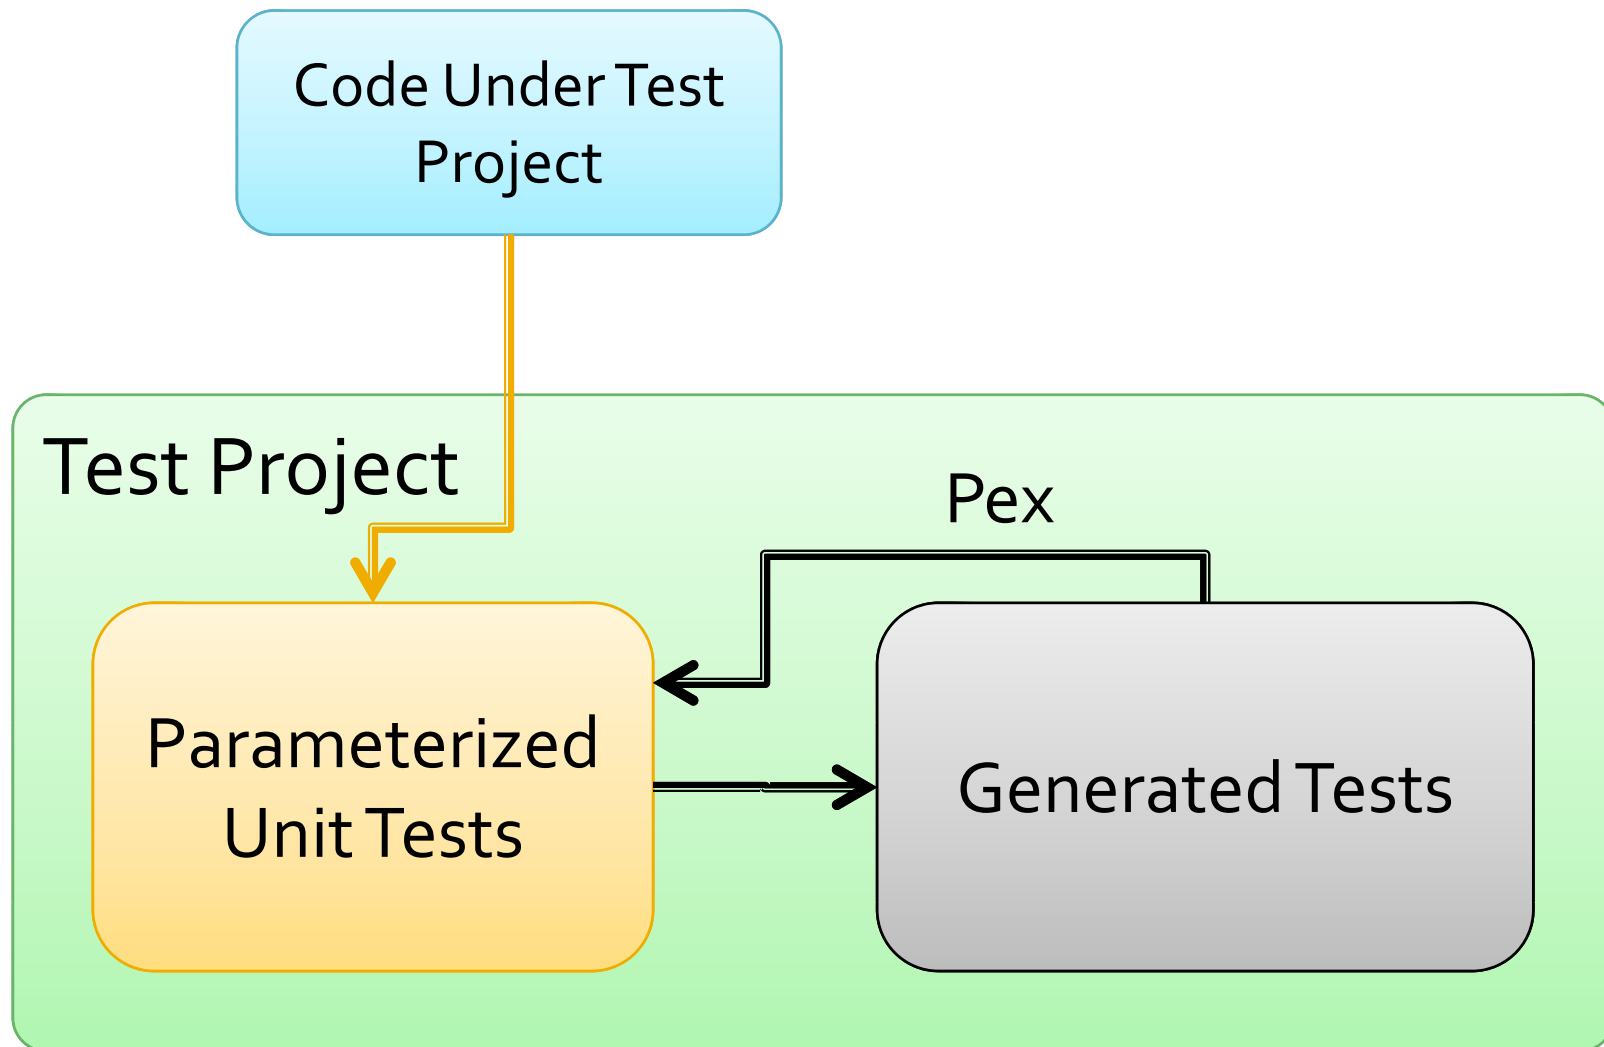 Code Under Test
Project
Test Project
Pex
Parameterized
Unit Tests
Generated Tests